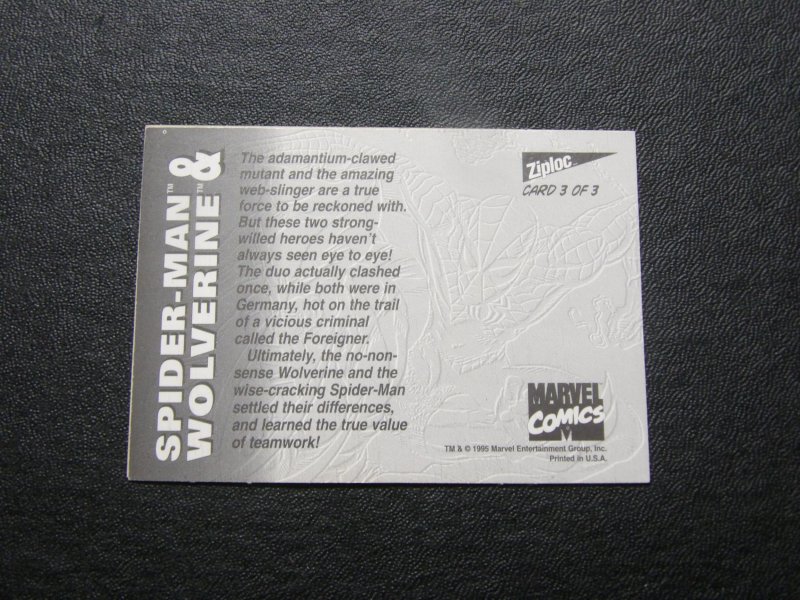 SPIDER-MAN™ &
WOLVERINE™
The adamantium-clawed
mutant and the amazing
web-slinger are a true
force to be reckoned with.
But these two strong-
willed heroes haven't
always seen eye to eye!
The duo actually clashed
once, while both were in
Germany, hot on the trail
of a vicious criminal
called the Foreigner.
Ultimately, the no-non-
sense Wolverine and the
wise-cracking Spider-Man
settled their differences,
and learned the true value
of teamwork!
Ziploc
CARD 3 OF 3
MARVEL
COMICS
M
TM & © 1995 Marvel Entertainment Group, Inc.
Printed in U.S.A.